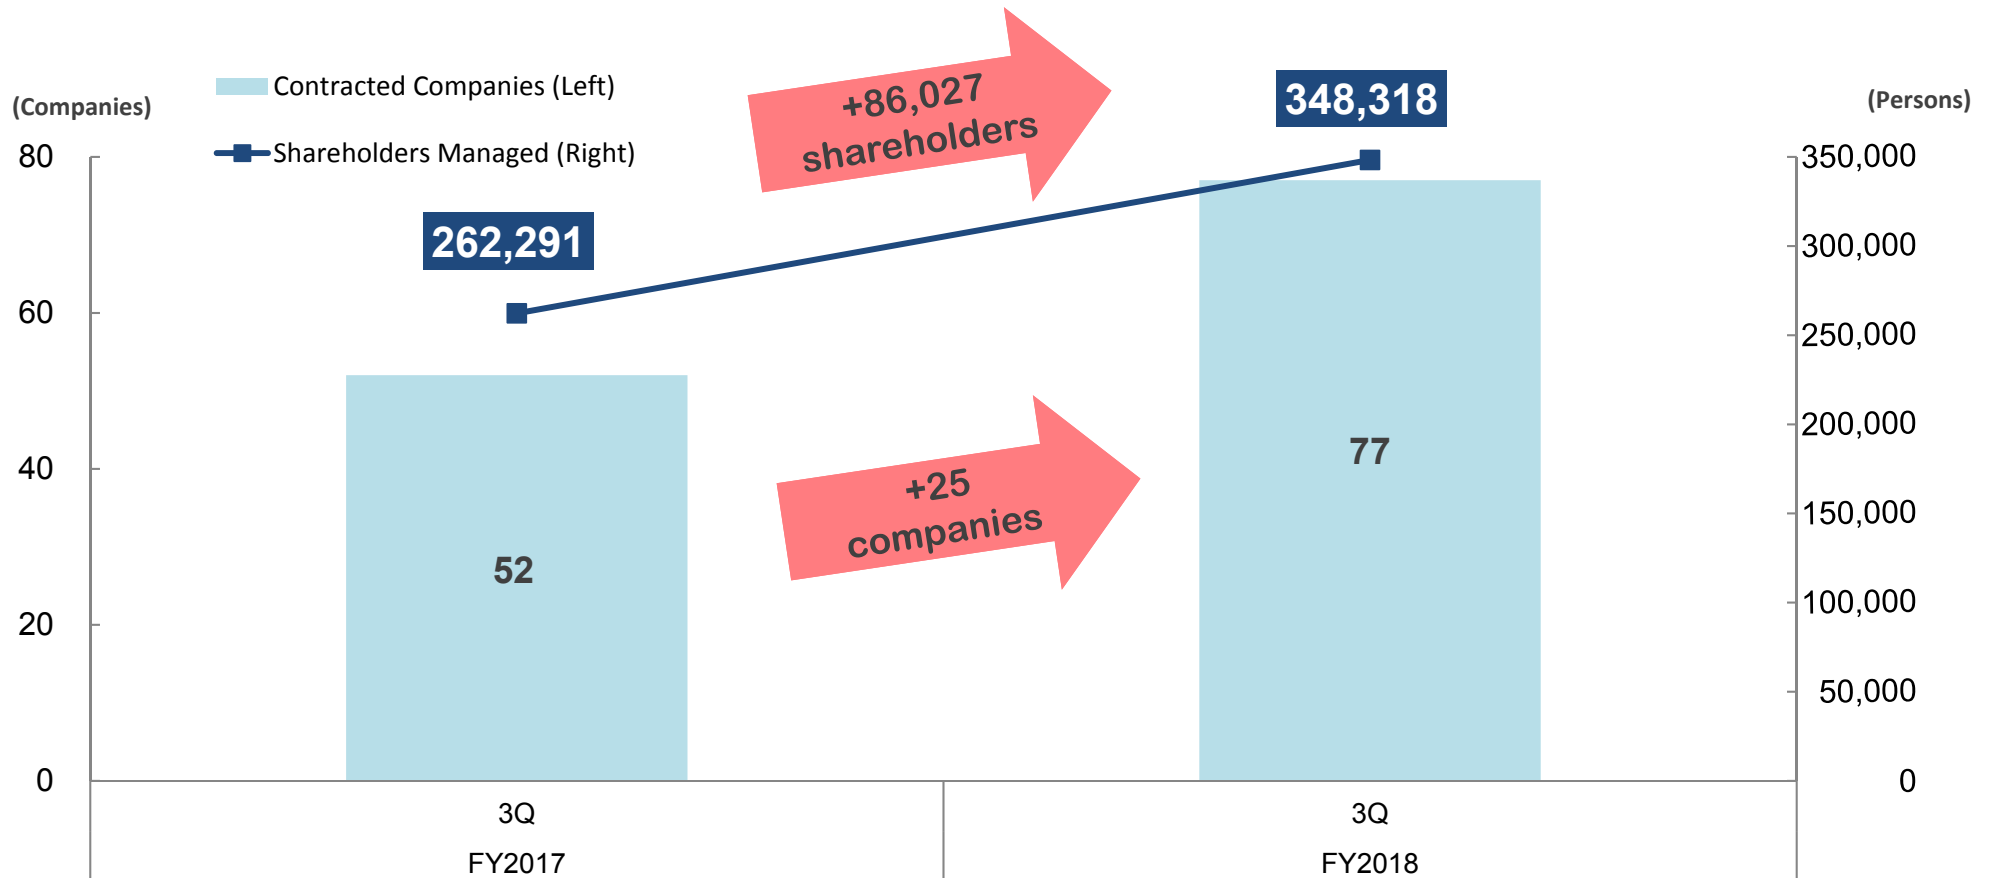 Contracted Companies (Left)
(Companies)
Shareholders Managed (Right)
+86,027
shareholders
348,318
(Persons)
262,291
80
60
40
20
0
350,000
300,000
250,000
200,000
150,000
100,000
50,000
0
+25
companies
52
77
3Q
3Q
FY2017
FY2018